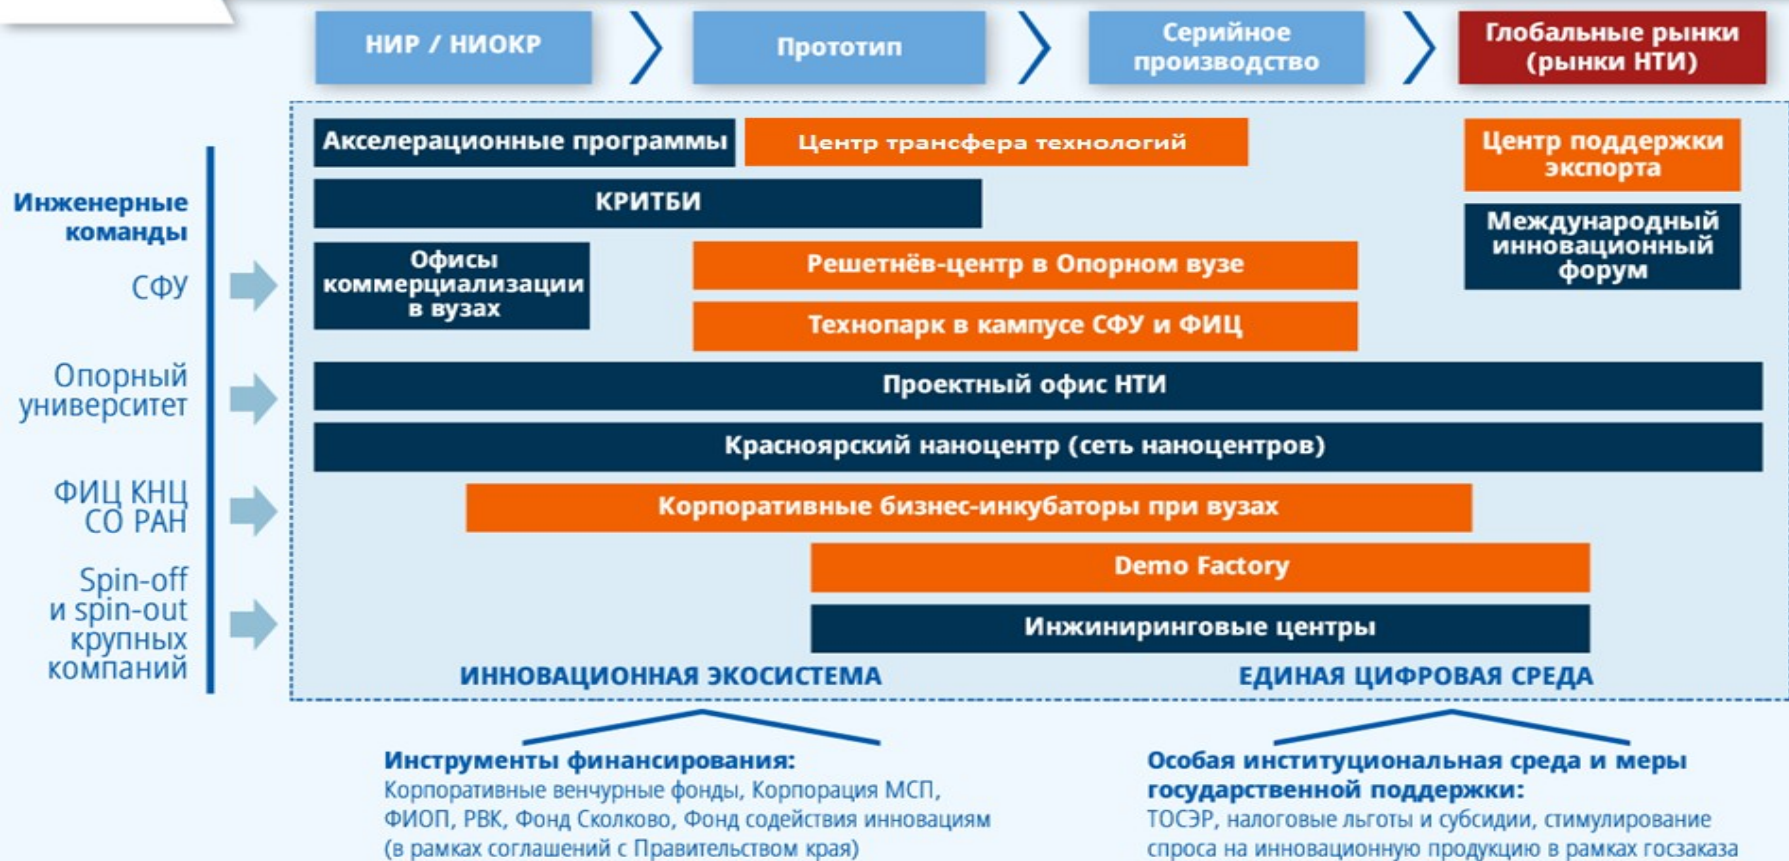 НИР / НИОКР
Прототип
Серийное
производство
Глобальные рынки
(рынки НТИ)
Инженерные
команды
СФУ
Опорный
университет
ФИЦ КНЦ
СО РАН
Spin-off
и spin-out
крупных
компаний
Акселерационные программы
Центр трансфера технологий
Центр поддержки
экспорта
КРИТБИ
Международный
инновационный
форум
Офисы
коммерциализации
в вузах
Решетнёв-центр в Опорном вузе
Технопарк в кампусе СФУ и ФИЦ
Проектный офис НТИ
Красноярский наноцентр (сеть наноцентров)
Корпоративные бизнес-инкубаторы при вузах
Demo Factory
Инжиниринговые центры
ИННОВАЦИОННАЯ ЭКОСИСТЕМА
ЕДИНАЯ ЦИФРОВАЯ СРЕДА
Инструменты финансирования:
Корпоративные венчурные фонды, Корпорация МСП,
ФИОП, РВК, Фонд Сколково, Фонд содействия инновациям
(в рамках соглашений с Правительством края)
Особая институциональная среда и меры
государственной поддержки:
ТОСЭР, налоговые льготы и субсидии, стимулирование
спроса на инновационную продукцию в рамках госзаказа